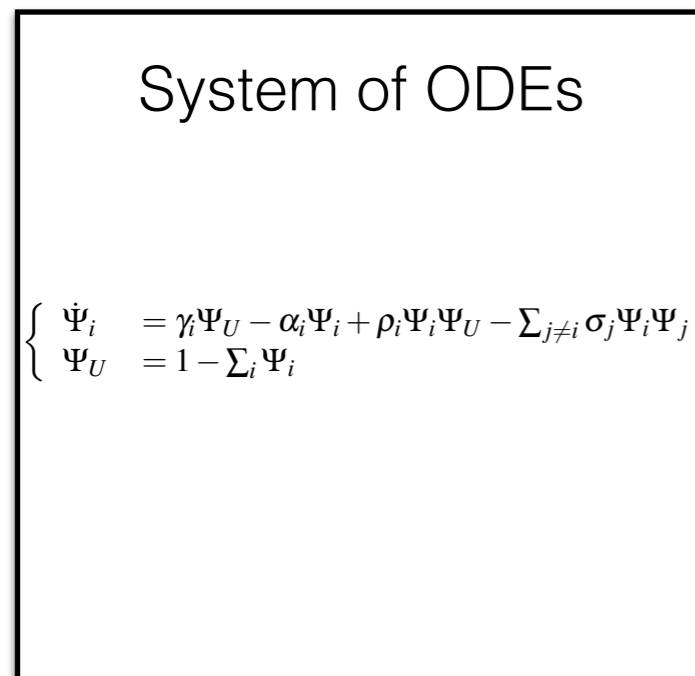 System of ODEs
{ Ψ̇_i = γ_iΨ_U − α_iΨ_i + ρ_iΨ_iΨ_U − ∑_{j≠i} σ_jΨ_iΨ_j
Ψ_U = 1 − ∑_i Ψ_i